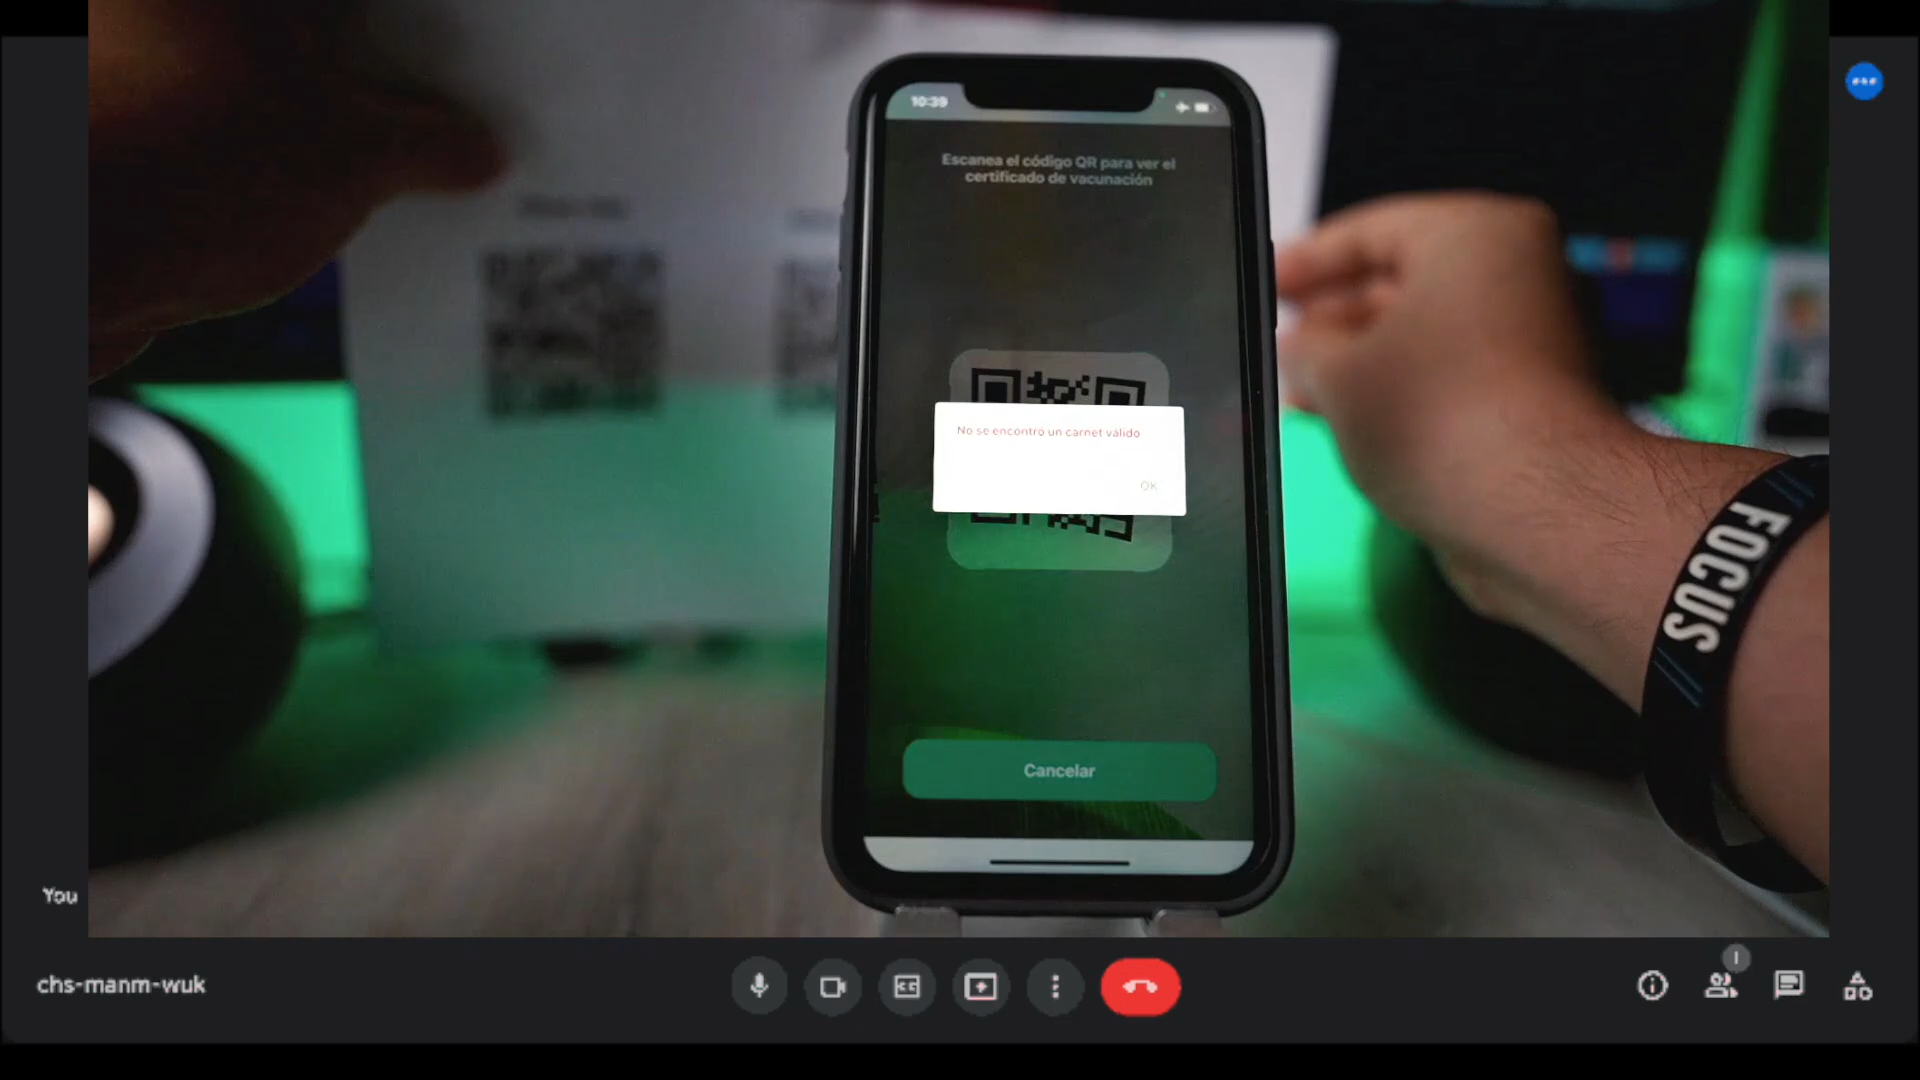 10:39
Escanea el código QR para ver el
certificado de vacunación
No se encontró un carnet válido
OK
Cancelar
FOCUS
You
chs-manm-wuk